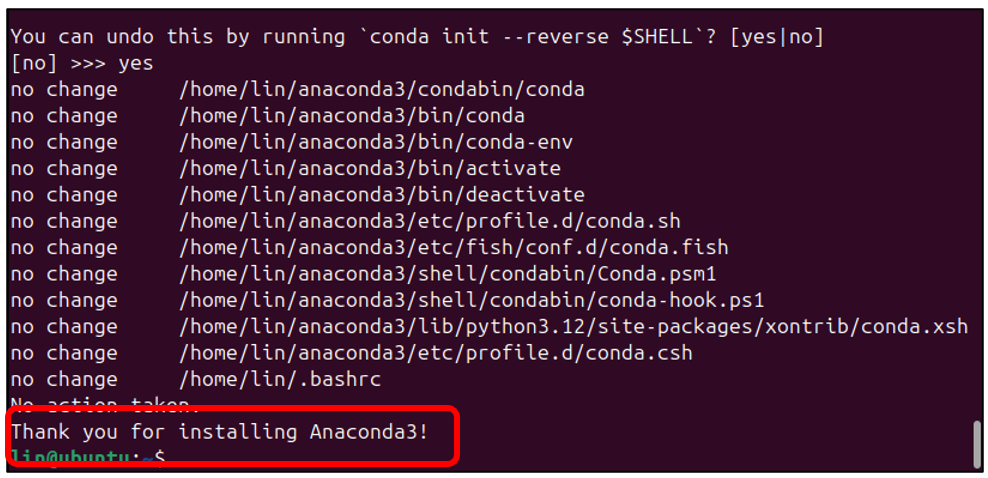 You can undo this by running `conda init --reverse $SHELL`? [yes|no]
[no] >>> yes
no change     /home/lin/anaconda3/condabin/conda
no change     /home/lin/anaconda3/bin/conda
no change     /home/lin/anaconda3/bin/conda-env
no change     /home/lin/anaconda3/bin/activate
no change     /home/lin/anaconda3/bin/deactivate
no change     /home/lin/anaconda3/etc/profile.d/conda.sh
no change     /home/lin/anaconda3/etc/fish/conf.d/conda.fish
no change     /home/lin/anaconda3/shell/condabin/Conda.psm1
no change     /home/lin/anaconda3/shell/condabin/conda-hook.ps1
no change     /home/lin/anaconda3/lib/python3.12/site-packages/xontrib/conda.xsh
no change     /home/lin/anaconda3/etc/profile.d/conda.csh
no change     /home/lin/.bashrc
No action taken.
Thank you for installing Anaconda3!
lin@ubuntu:~$